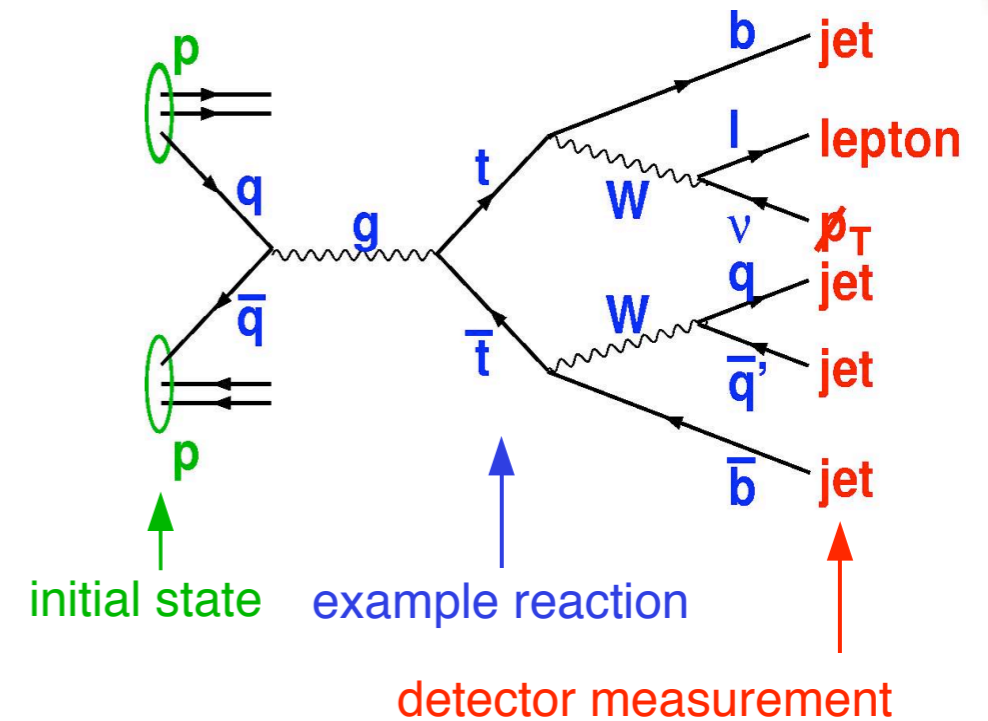 p
b jet
l lepton
t
q W
ν p̸T
g
q jet
W
q̄ t̄
q̄’ jet
p
b̄ jet
initial state example reaction
detector measurement